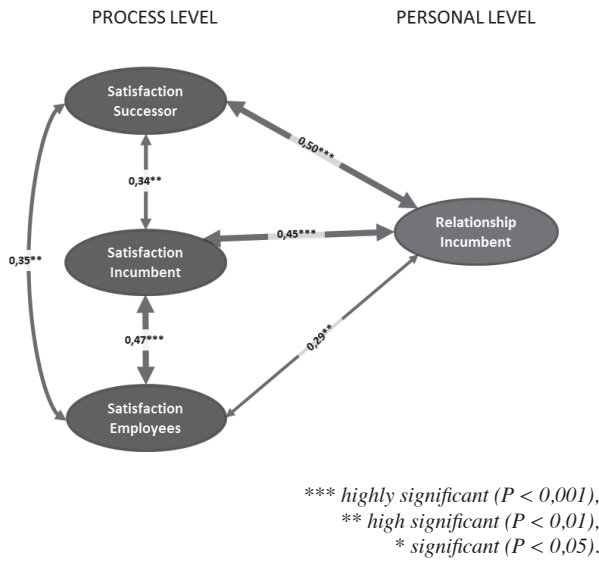 PROCESS LEVEL
PERSONAL LEVEL
Satisfaction
Successor
0,50***
0,34**
Relationship
Incumbent
0,45***
Satisfaction
Incumbent
0,35**
0,47***
0,29**
Satisfaction
Employees
*** highly significant (P < 0,001),
** high significant (P < 0,01),
* significant (P < 0,05).